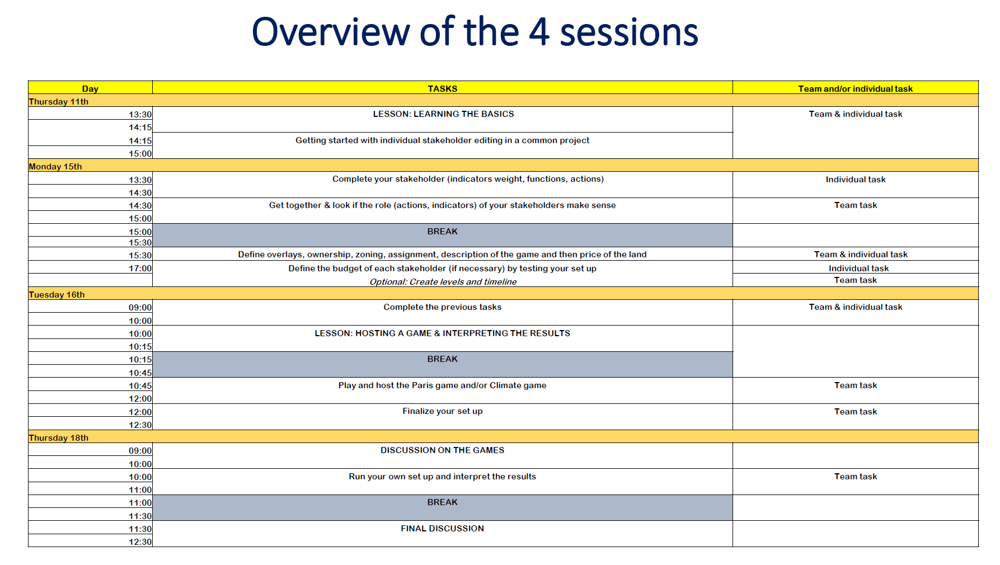 Overview of the 4 sessions
Day TASKS Team and/or individual task
Thursday 11th
13:30 LESSON: LEARNING THE BASICS Team & individual task
14:15
14:15 Getting started with individual stakeholder editing in a common project
15:00
Monday 15th
13:30 Complete your stakeholder (indicators weight, functions, actions) Individual task
14:30
14:30 Get together & look if the role (actions, indicators) of your stakeholders make sense Team task
15:00
15:00 BREAK
15:30
15:30 Define overlays, ownership, zoning, assignment, description of the game and then price of the land Team & individual task
17:00 Define the budget of each stakeholder (if necessary) by testing your set up Individual task
Optional: Create levels and timeline Team task
Tuesday 16th
09:00 Complete the previous tasks Team & individual task
10:00
10:00 LESSON: HOSTING A GAME & INTERPRETING THE RESULTS
10:15
10:15 BREAK
10:45
10:45 Play and host the Paris game and/or Climate game Team task
12:00
12:00 Finalize your set up Team task
12:30
Thursday 18th
09:00 DISCUSSION ON THE GAMES
10:00
10:00 Run your own set up and interpret the results Team task
11:00
11:00 BREAK
11:30
11:30 FINAL DISCUSSION
12:30